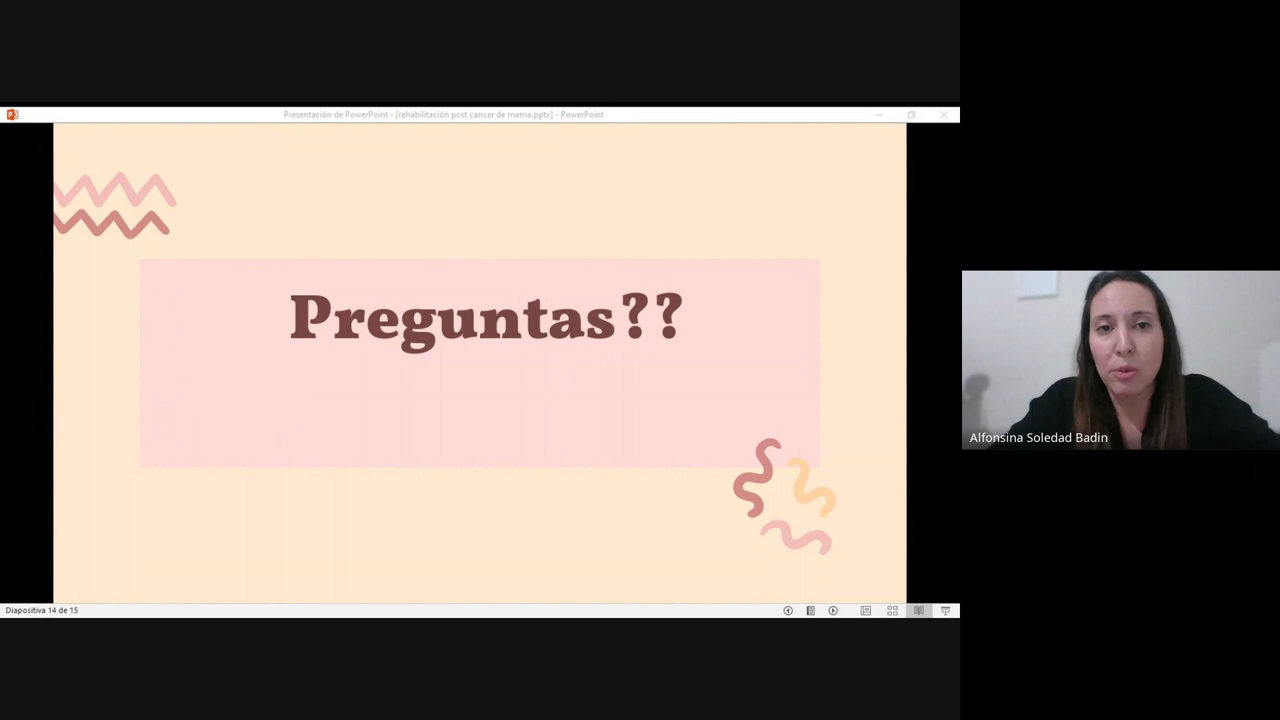 Presentación de PowerPoint - [rehabilitación post cancer de mama.pptx] - PowerPoint
Preguntas??
Alfonsina Soledad Badin
Diapositiva 14 de 15